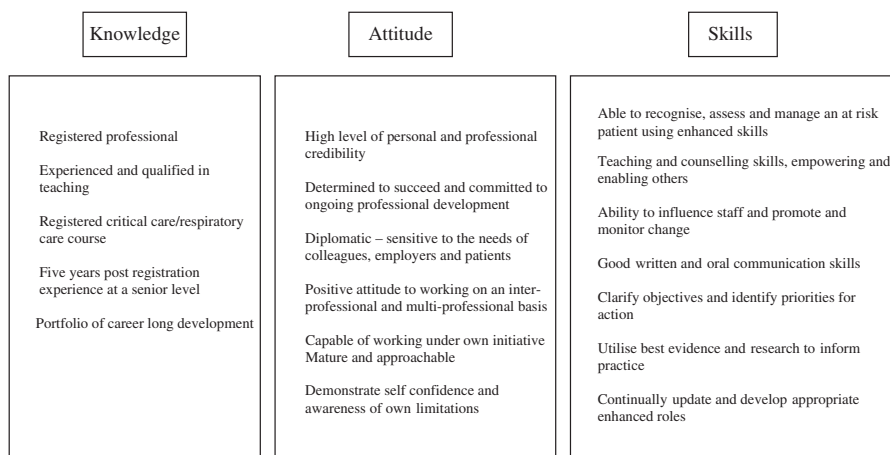 Knowledge
Attitude
Skills
Registered professional
Experienced and qualified in
teaching
Registered critical care/respiratory
care course
Five years post registration
experience at a senior level
Portfolio of career long development
High level of personal and professional
credibility
Determined to succeed and committed to
ongoing professional development
Diplomatic – sensitive to the needs of
colleagues, employers and patients
Positive attitude to working on an inter-
professional and multi-professional basis
Capable of working under own initiative
Mature and approachable
Demonstrate self confidence and
awareness of own limitations
Able to recognise, assess and manage an at risk
patient using enhanced skills
Teaching and counselling skills, empowering and
enabling others
Ability to influence staff and promote and
monitor change
Good written and oral communication skills
Clarify objectives and identify priorities for
action
Utilise best evidence and research to inform
practice
Continually update and develop appropriate
enhanced roles